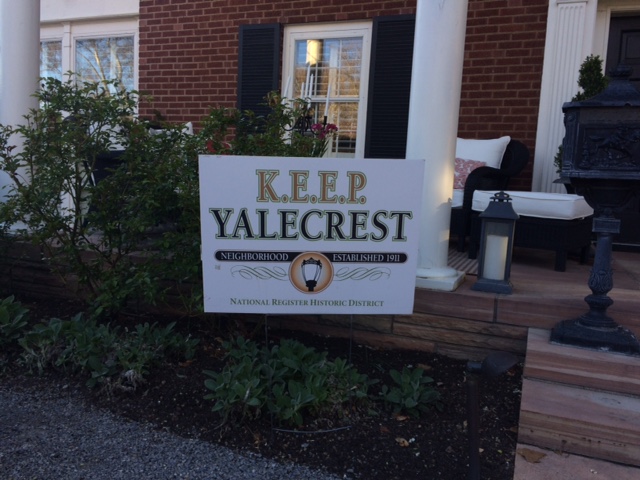 K.E.E.P.
YALECREST
NEIGHBORHOOD ESTABLISHED 1911
NATIONAL REGISTER HISTORIC DISTRICT